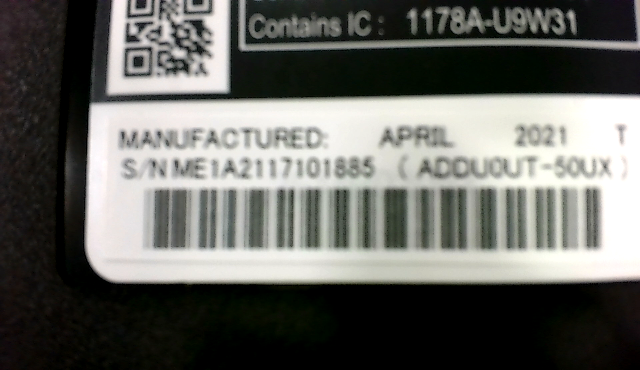 Contains IC : 1178A-U9W31
MANUFACTURED: APRIL 2021 T
S/N ME1A2117101885 ( ADDU0UT-50UX )